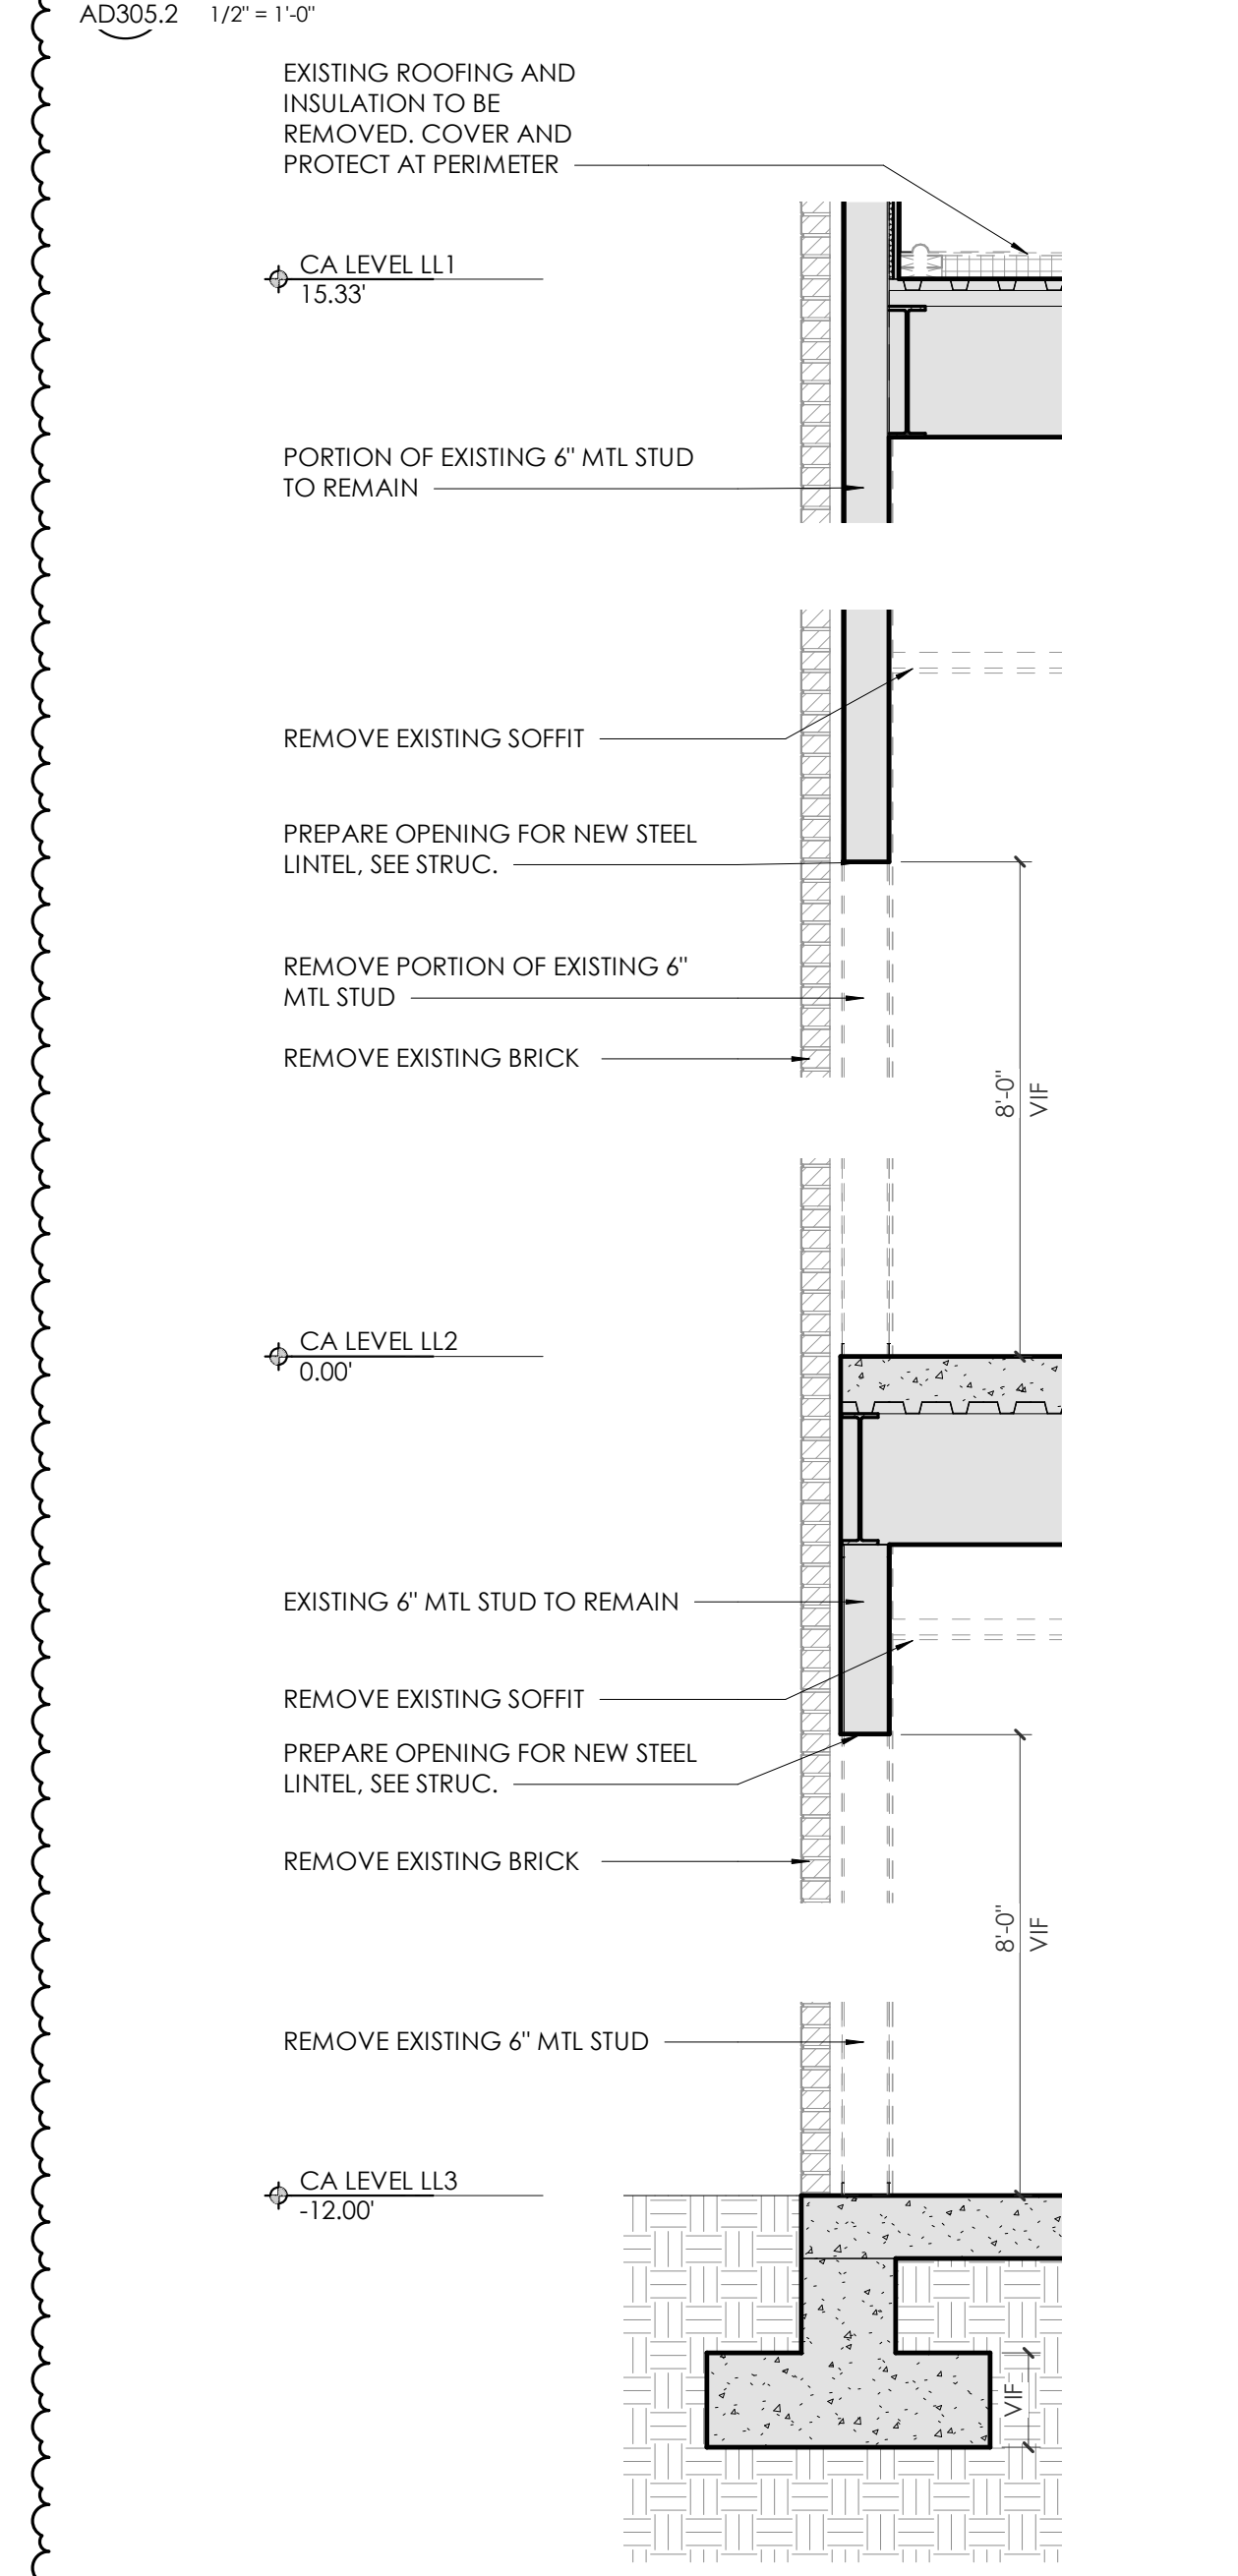 AD305.2 1/2" = 1'-0"
EXISTING ROOFING AND
INSULATION TO BE
REMOVED. COVER AND
PROTECT AT PERIMETER
CA LEVEL LL1
15.33'
PORTION OF EXISTING 6" MTL STUD
TO REMAIN
REMOVE EXISTING SOFFIT
PREPARE OPENING FOR NEW STEEL
LINTEL, SEE STRUC.
REMOVE PORTION OF EXISTING 6"
MTL STUD
REMOVE EXISTING BRICK
8'-0"
VIF
CA LEVEL LL2
0.00'
EXISTING 6" MTL STUD TO REMAIN
REMOVE EXISTING SOFFIT
PREPARE OPENING FOR NEW STEEL
LINTEL, SEE STRUC.
REMOVE EXISTING BRICK
8'-0"
VIF
REMOVE EXISTING 6" MTL STUD
CA LEVEL LL3
-12.00'
VIF